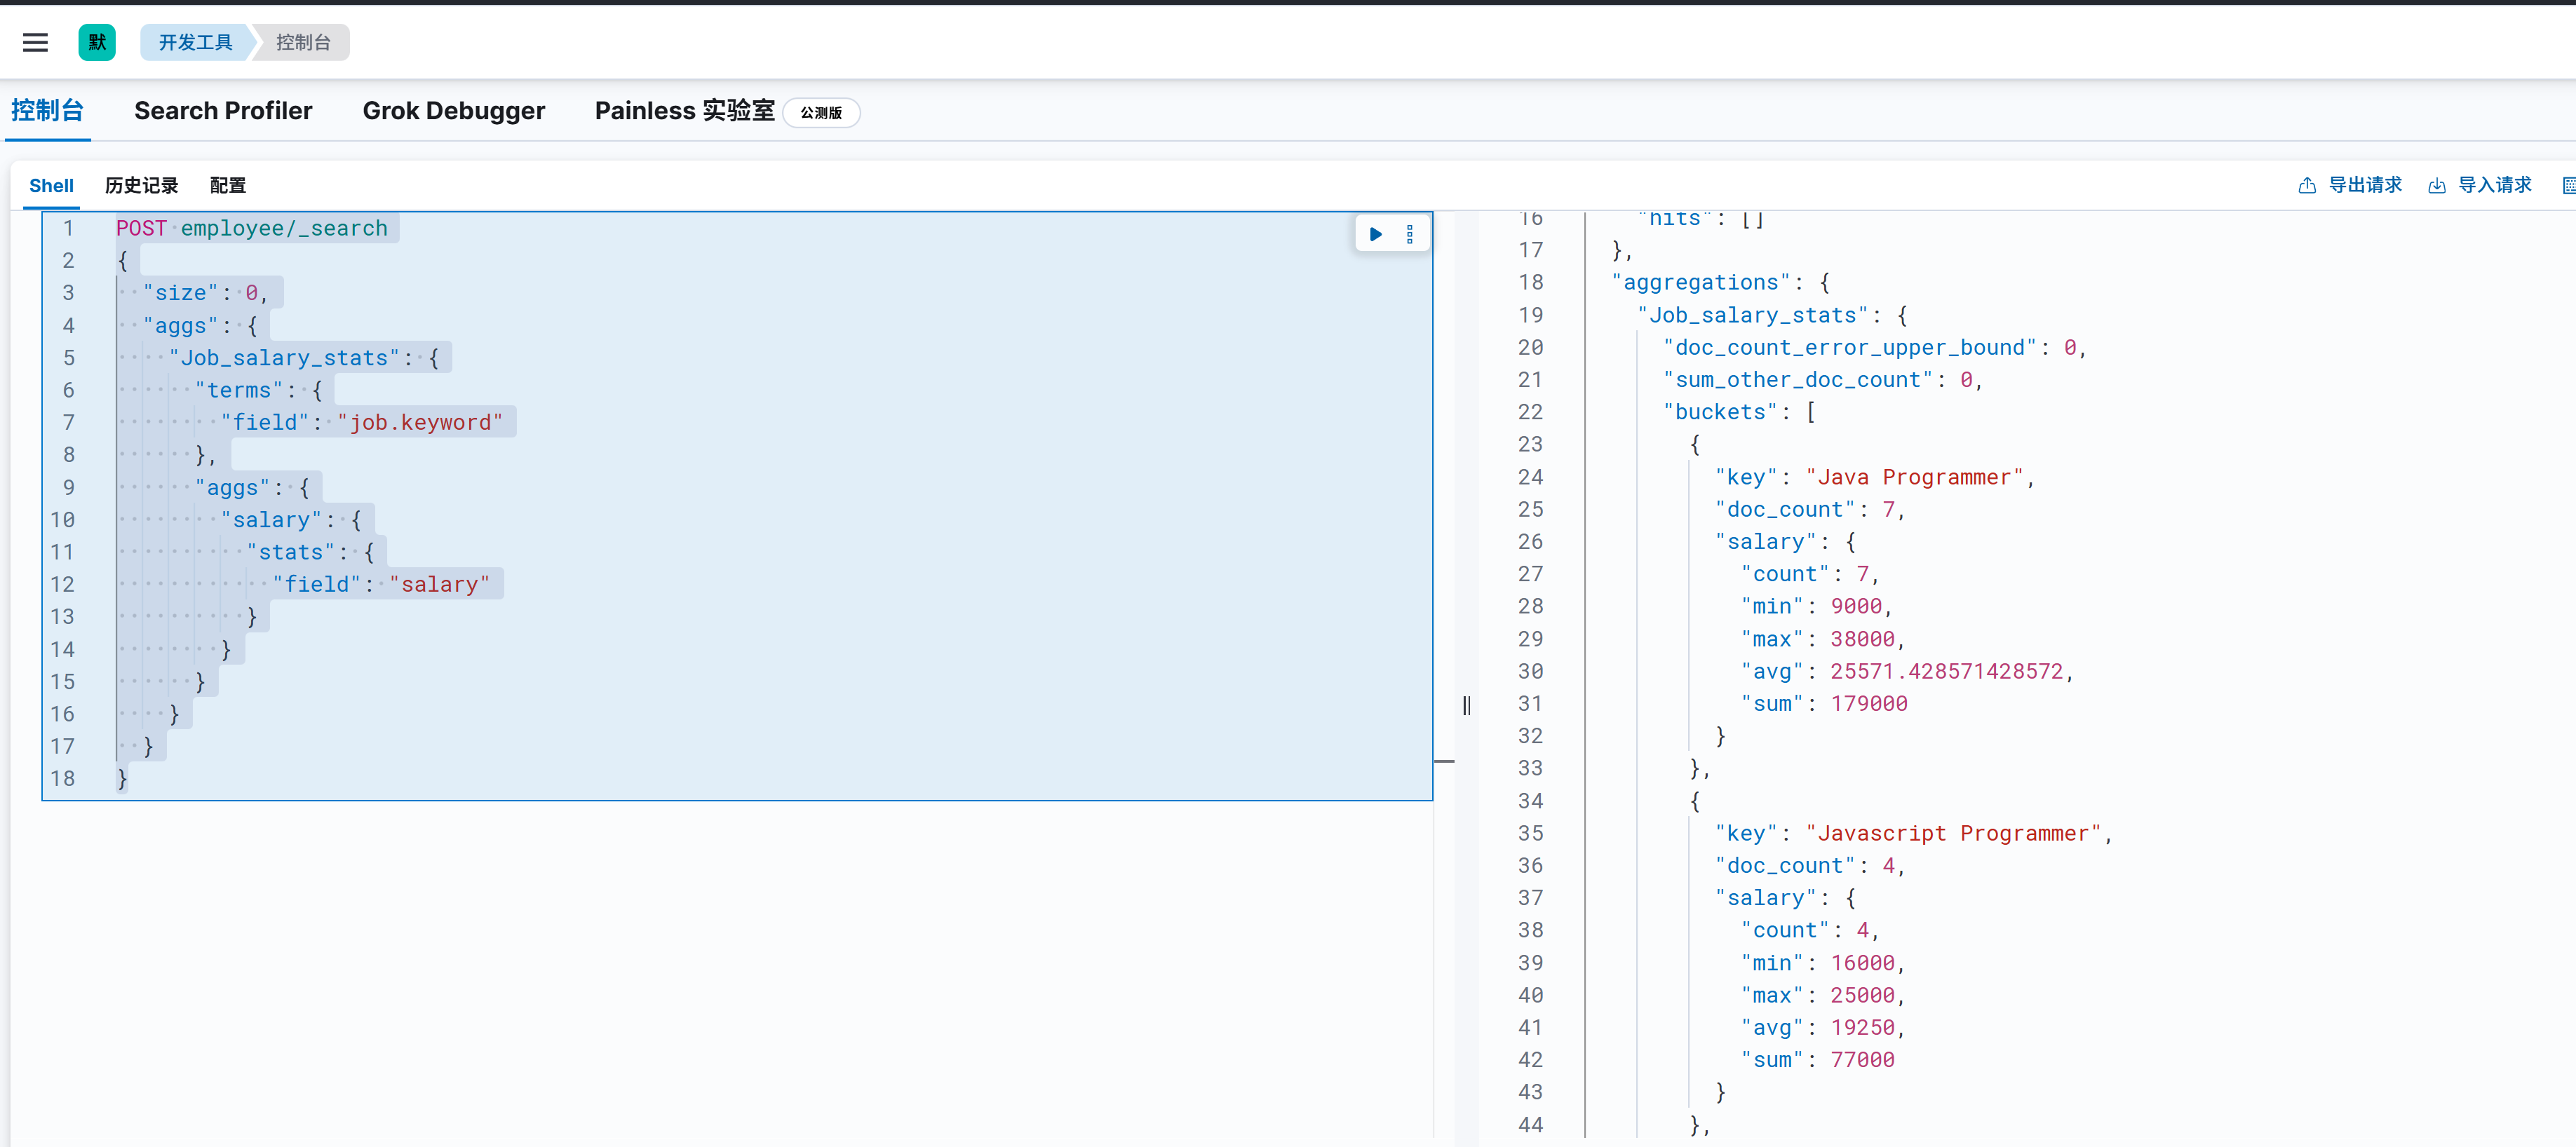 默 开发工具 控制台
控制台 Search Profiler Grok Debugger Painless 实验室 公测版
Shell 历史记录 配置 导出请求 导入请求
1 POST employee/_search
2 {
3 "size": 0,
4 "aggs": {
5 "Job_salary_stats": {
6 "terms": {
7 "field": "job.keyword"
8 },
9 "aggs": {
10 "salary": {
11 "stats": {
12 "field": "salary"
13 }
14 }
15 }
16 }
17 }
18 }
16 "hits": []
17 },
18 "aggregations": {
19 "Job_salary_stats": {
20 "doc_count_error_upper_bound": 0,
21 "sum_other_doc_count": 0,
22 "buckets": [
23 {
24 "key": "Java Programmer",
25 "doc_count": 7,
26 "salary": {
27 "count": 7,
28 "min": 9000,
29 "max": 38000,
30 "avg": 25571.428571428572,
31 "sum": 179000
32 }
33 },
34 {
35 "key": "Javascript Programmer",
36 "doc_count": 4,
37 "salary": {
38 "count": 4,
39 "min": 16000,
40 "max": 25000,
41 "avg": 19250,
42 "sum": 77000
43 }
44 },